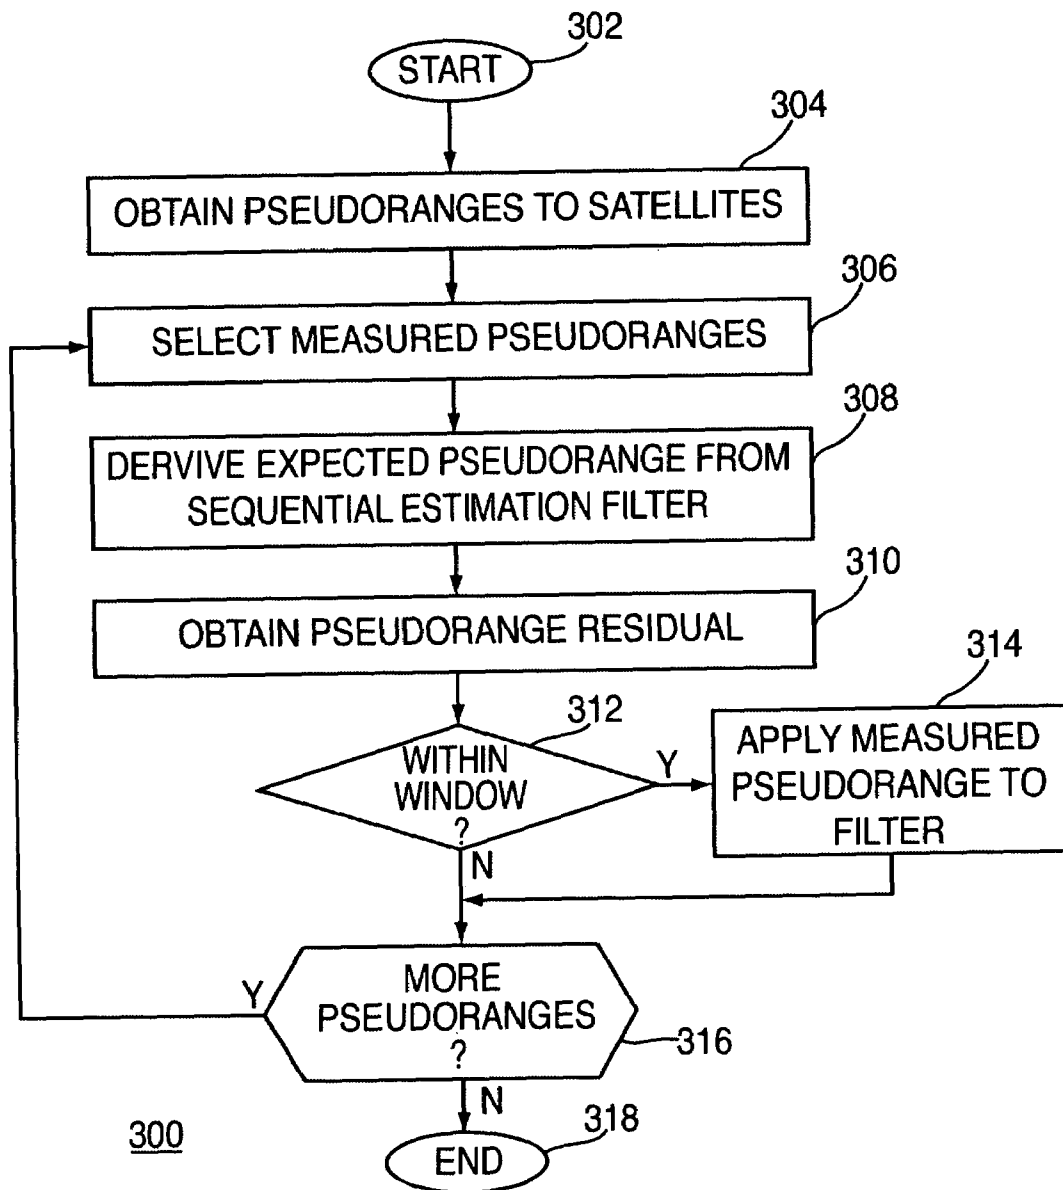 302
START
304
OBTAIN PSEUDORANGES TO SATELLITES
306
SELECT MEASURED PSEUDORANGES
308
DERVIVE EXPECTED PSEUDORANGE FROM
SEQUENTIAL ESTIMATION FILTER
310
OBTAIN PSEUDORANGE RESIDUAL
312
WITHIN
WINDOW
?
Y
N
314
APPLY MEASURED
PSEUDORANGE TO
FILTER
MORE
PSEUDORANGES
?
Y
316
N
300
318
END